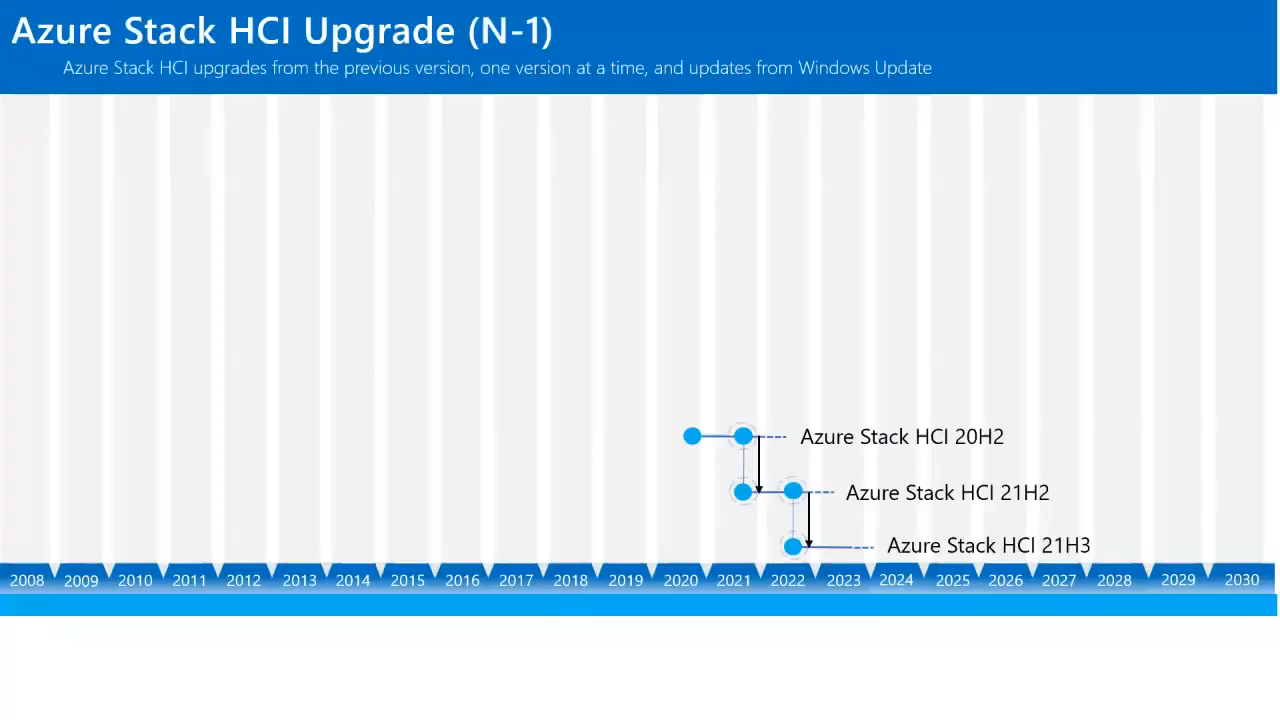 Azure Stack HCI Upgrade (N-1)
Azure Stack HCI upgrades from the previous version, one version at a time, and updates from Windows Update
Azure Stack HCI 20H2
Azure Stack HCI 21H2
Azure Stack HCI 21H3
2008 2009 2010 2011 2012 2013 2014 2015 2016 2017 2018 2019 2020 2021 2022 2023 2024 2025 2026 2027 2028 2029 2030